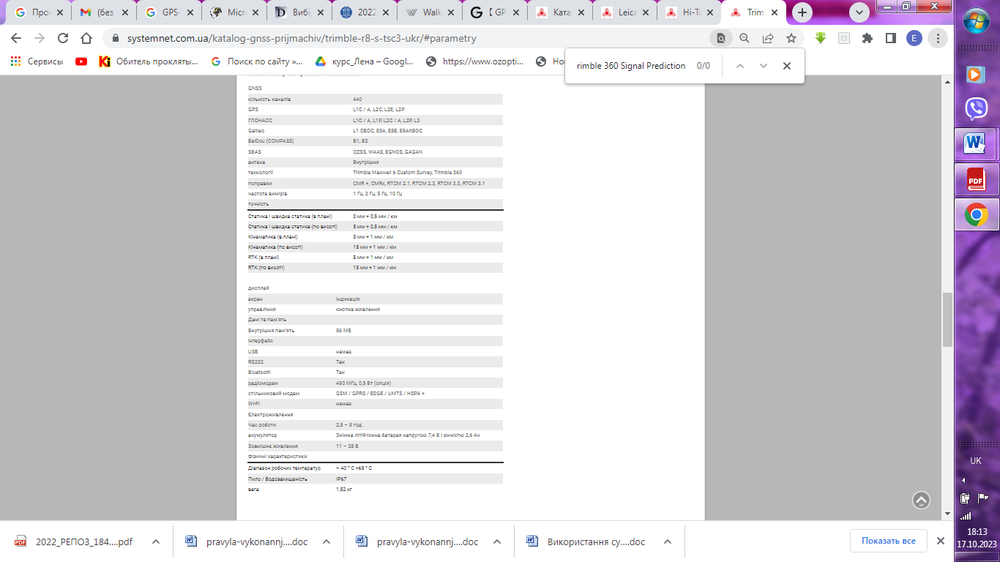 Про
(без
GPS-
Micr
Вибі
2022
Walk
【 GP
Ката
Leica
Hi-Ta
Trim
systemnet.com.ua/katalog-gnss-prijmachiv/trimble-r8-s-tsc3-ukr/#parametry
E
Сервисы
Обитель прокляты...
Поиск по сайту »...
курс_Лена – Googl...
https://www.ozopti...
Но
rimble 360 Signal Prediction 0/0
GNSS
кількість каналів 440
GPS L1C / A, L2C, L2E, L2P
ГЛОНАСС L1C / A, L1P, L2C / A, L2P, L3
Galileo L1 CBOC, E5A, E5B, E5AltBOC
BeiDou (COMPASS) B1, B2
SBAS QZSS, WAAS, EGNOS, GAGAN
антена Внутрішня
технології Trimble Maxwell 6 Custom Survey, Trimble 360
поправки CMR +, CMRx, RTCM 2.1, RTCM 2.3, RTCM 3.0, RTCM 3.1
частота вимірів 1 Гц, 2 Гц, 5 Гц, 10 Гц
точність
Статика і швидка статика (в плані) 3 мм + 0,5 мм / км
Статика і швидка статика (по висоті) 5 мм + 0,5 мм / км
Кінематика (в плані) 8 мм + 1 мм / км
Кінематика (по висоті) 15 мм + 1 мм / км
RTK (в плані) 8 мм + 1 мм / км
RTK (по висоті) 15 мм + 1 мм / км
дисплей
екран індикація
управління кнопка живлення
Дані та пам'ять
Внутрішня пам'ять 56 МБ
Інтерфейс
USB немає
RS232 Так
Bluetooth Так
радіомодем 450 МГц, 0,5 Вт (опція)
стільниковий модем GSM / GPRS / EDGE / UMTS / HSPA +
Wi-Fi немає
Електроживлення
Час роботи 2,5 – 5 год.
акумулятор Знімна літій-іонна батарея напругою 7,4 В і ємністю 2,6 Ач
Зовнішнє живлення 11 – 28 В
Фізичні характеристики
Діапазон робочих температур – 40 ° C +65 ° C
Пило / Водозахищеність IP67
вага 1,52 кг
UP
PDF
UK
18:13
17.10.2023
2022_РЕПОЗ_184....pdf
pravyla-vykonannj....doc
pravyla-vykonannj....doc
Використання су....doc
Показать все